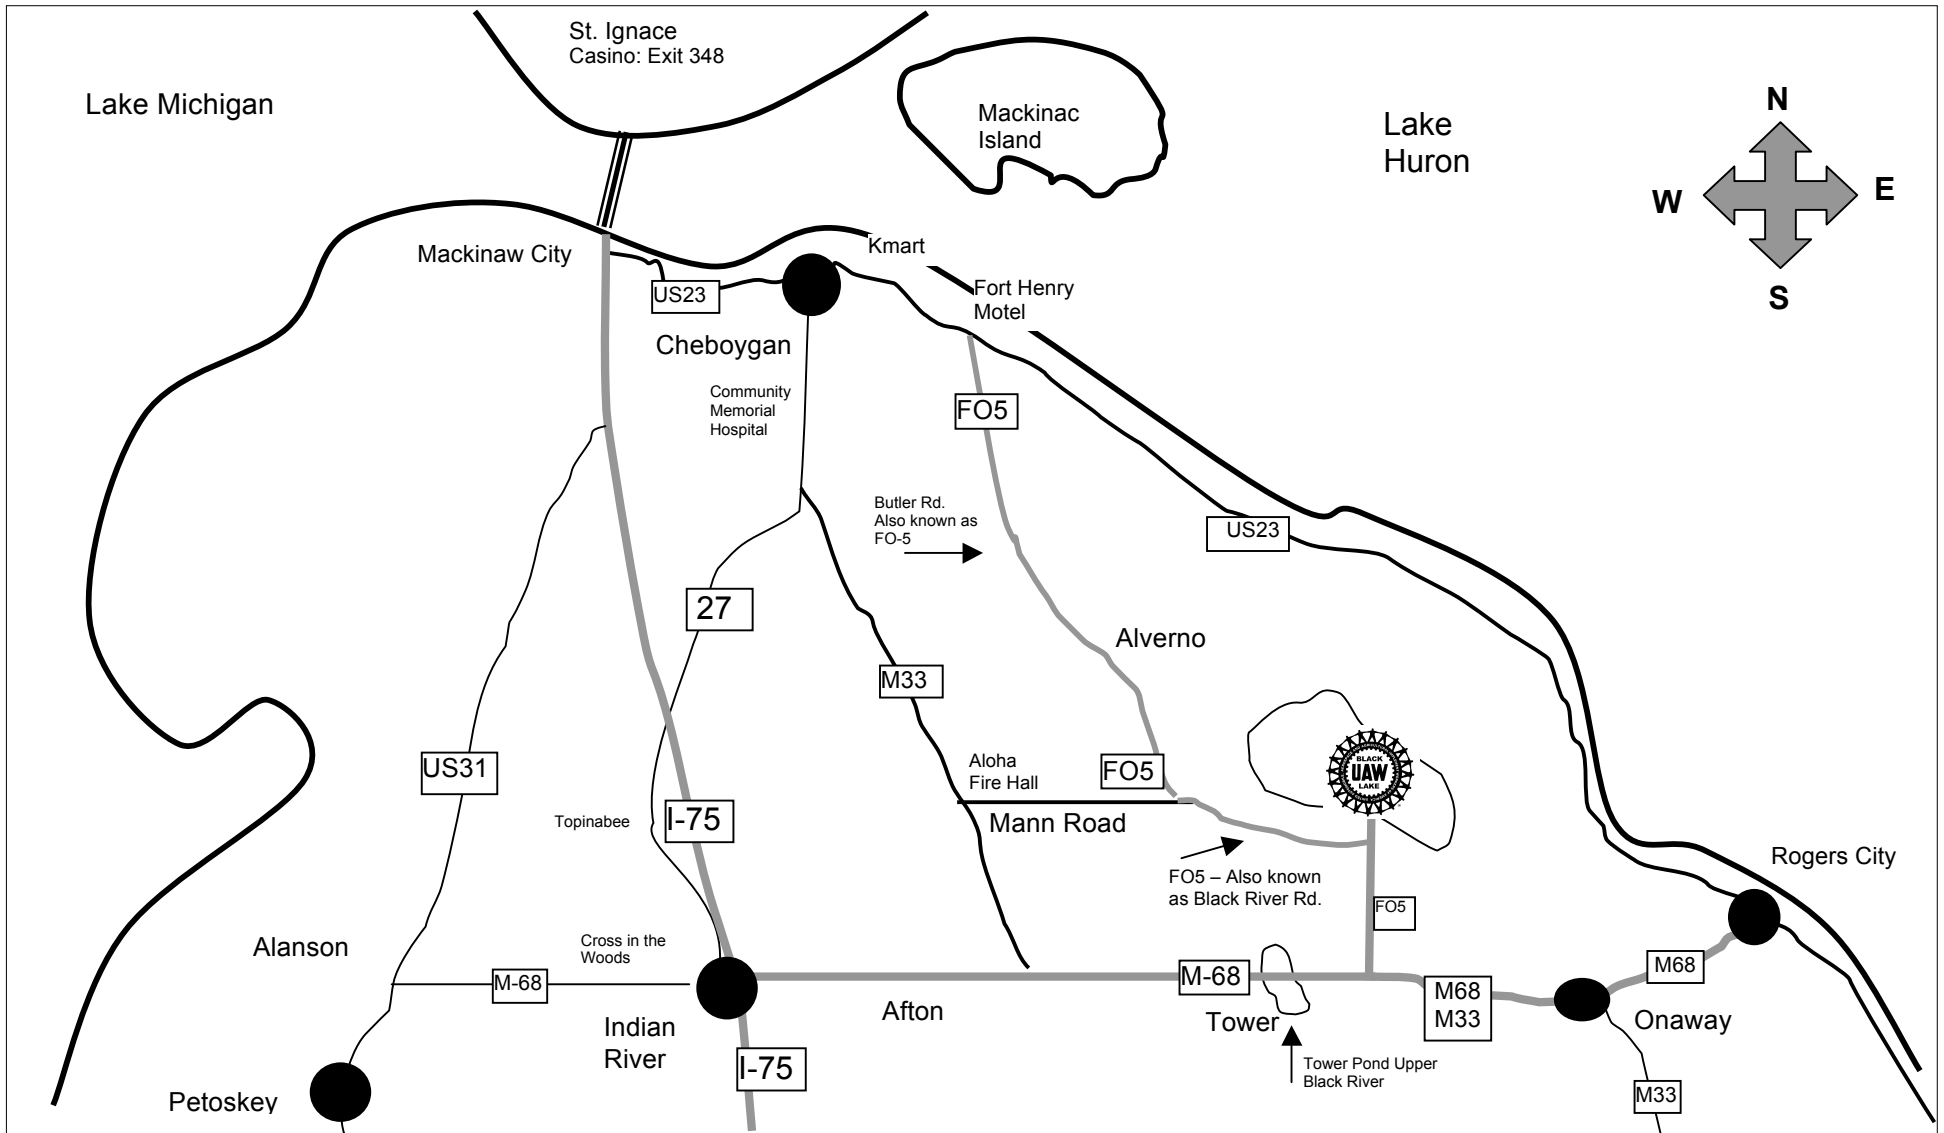 St. Ignace
Casino: Exit 348
Lake Michigan
Mackinac
Island
Lake
Huron
N
W
E
S
Mackinaw City
Kmart
US23
Fort Henry
Motel
Cheboygan
Community
Memorial
Hospital
FO5
Butler Rd.
Also known as
FO-5
US23
27
Alverno
M33
US31
Aloha
Fire Hall
FO5
BLACK
UAW
LAKE
Topinabee
I-75
Mann Road
Rogers City
FO5 – Also known
as Black River Rd.
FO5
Alanson
Cross in the
Woods
M-68
M-68
M68
M68
M33
Afton
Tower
Onaway
Indian
River
I-75
Tower Pond Upper
Black River
Petoskey
M33